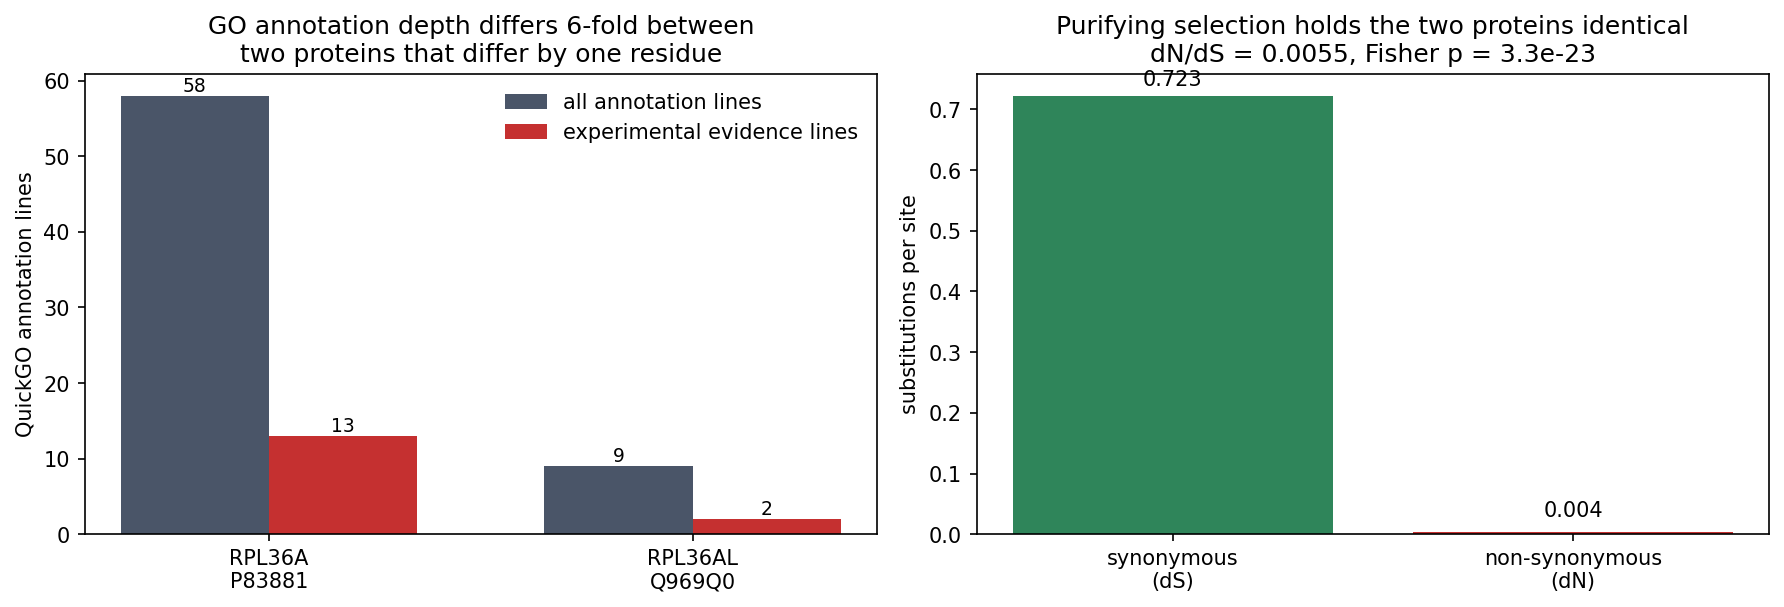 GO annotation depth differs 6-fold between
two proteins that differ by one residue
QuickGO annotation lines
60
50
40
30
20
10
0
58
13
9
2
all annotation lines
experimental evidence lines
RPL36A
P83881
RPL36AL
Q969Q0
Purifying selection holds the two proteins identical
dN/dS = 0.0055, Fisher p = 3.3e-23
substitutions per site
0.7
0.6
0.5
0.4
0.3
0.2
0.1
0.0
0.723
0.004
synonymous
(dS)
non-synonymous
(dN)